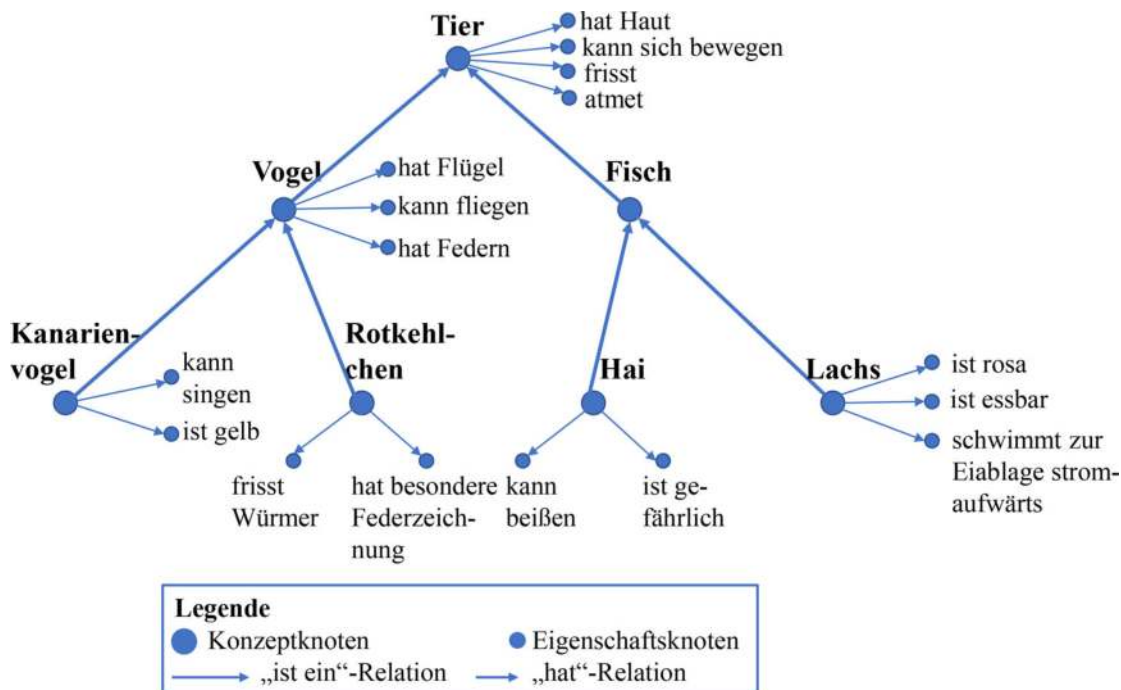 Tier
hat Haut
kann sich bewegen
frisst
atmet
Vogel
hat Flügel
kann fliegen
hat Federn
Fisch
Kanarien-
vogel
kann
singen
ist gelb
Rotkehl-
chen
frisst
Würmer
hat besondere
Federzeich-
nung
Hai
kann
beißen
ist ge-
fährlich
Lachs
ist rosa
ist essbar
schwimmt zur
Eiablage strom-
aufwärts
Legende
Konzeptknoten
Eigenschaftsknoten
„ist ein“-Relation
„hat“-Relation